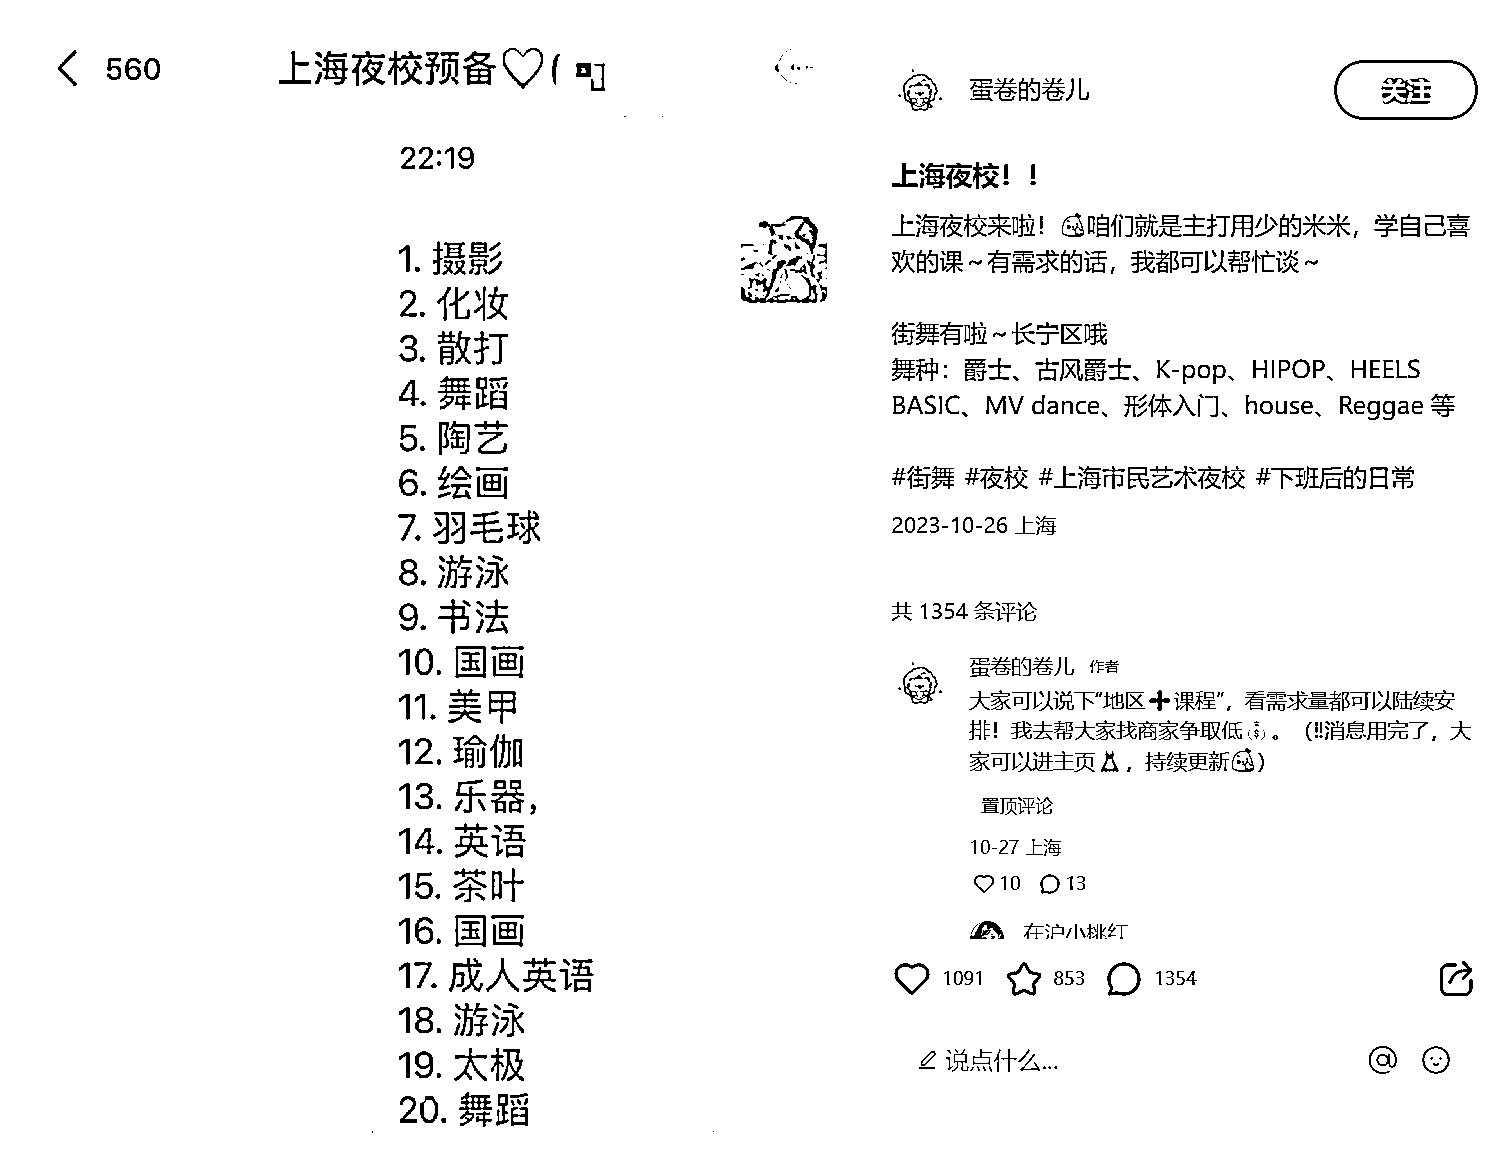 560
上海夜校预备♡(
22:19
1. 摄影
2. 化妆
3. 散打
4. 舞蹈
5. 陶艺
6. 绘画
7. 羽毛球
8. 游泳
9. 书法
10. 国画
11. 美甲
12. 瑜伽
13. 乐器，
14. 英语
15. 茶叶
16. 国画
17. 成人英语
18. 游泳
19. 太极
20. 舞蹈
蛋卷的卷儿
关注
上海夜校！！
上海夜校来啦！咱们就是主打用少的米米，学自己喜
欢的课～有需求的话，我都可以帮忙谈～
街舞有啦～长宁区哦
舞种：爵士、古风爵士、K-pop、HIPOP、HEELS
BASIC、MV dance、形体入门、house、Reggae 等
#街舞 #夜校 #上海市民艺术夜校 #下班后的日常
2023-10-26 上海
共 1354 条评论
蛋卷的卷儿 作者
大家可以说下“地区➕课程”，看需求量都可以陆续安
排！我去帮大家找商家争取低💰。（‼消息用完了，大
家可以进主页，持续更新）
置顶评论
10-27 上海
10 13
在沪小桃红
1091 853 1354
说点什么...